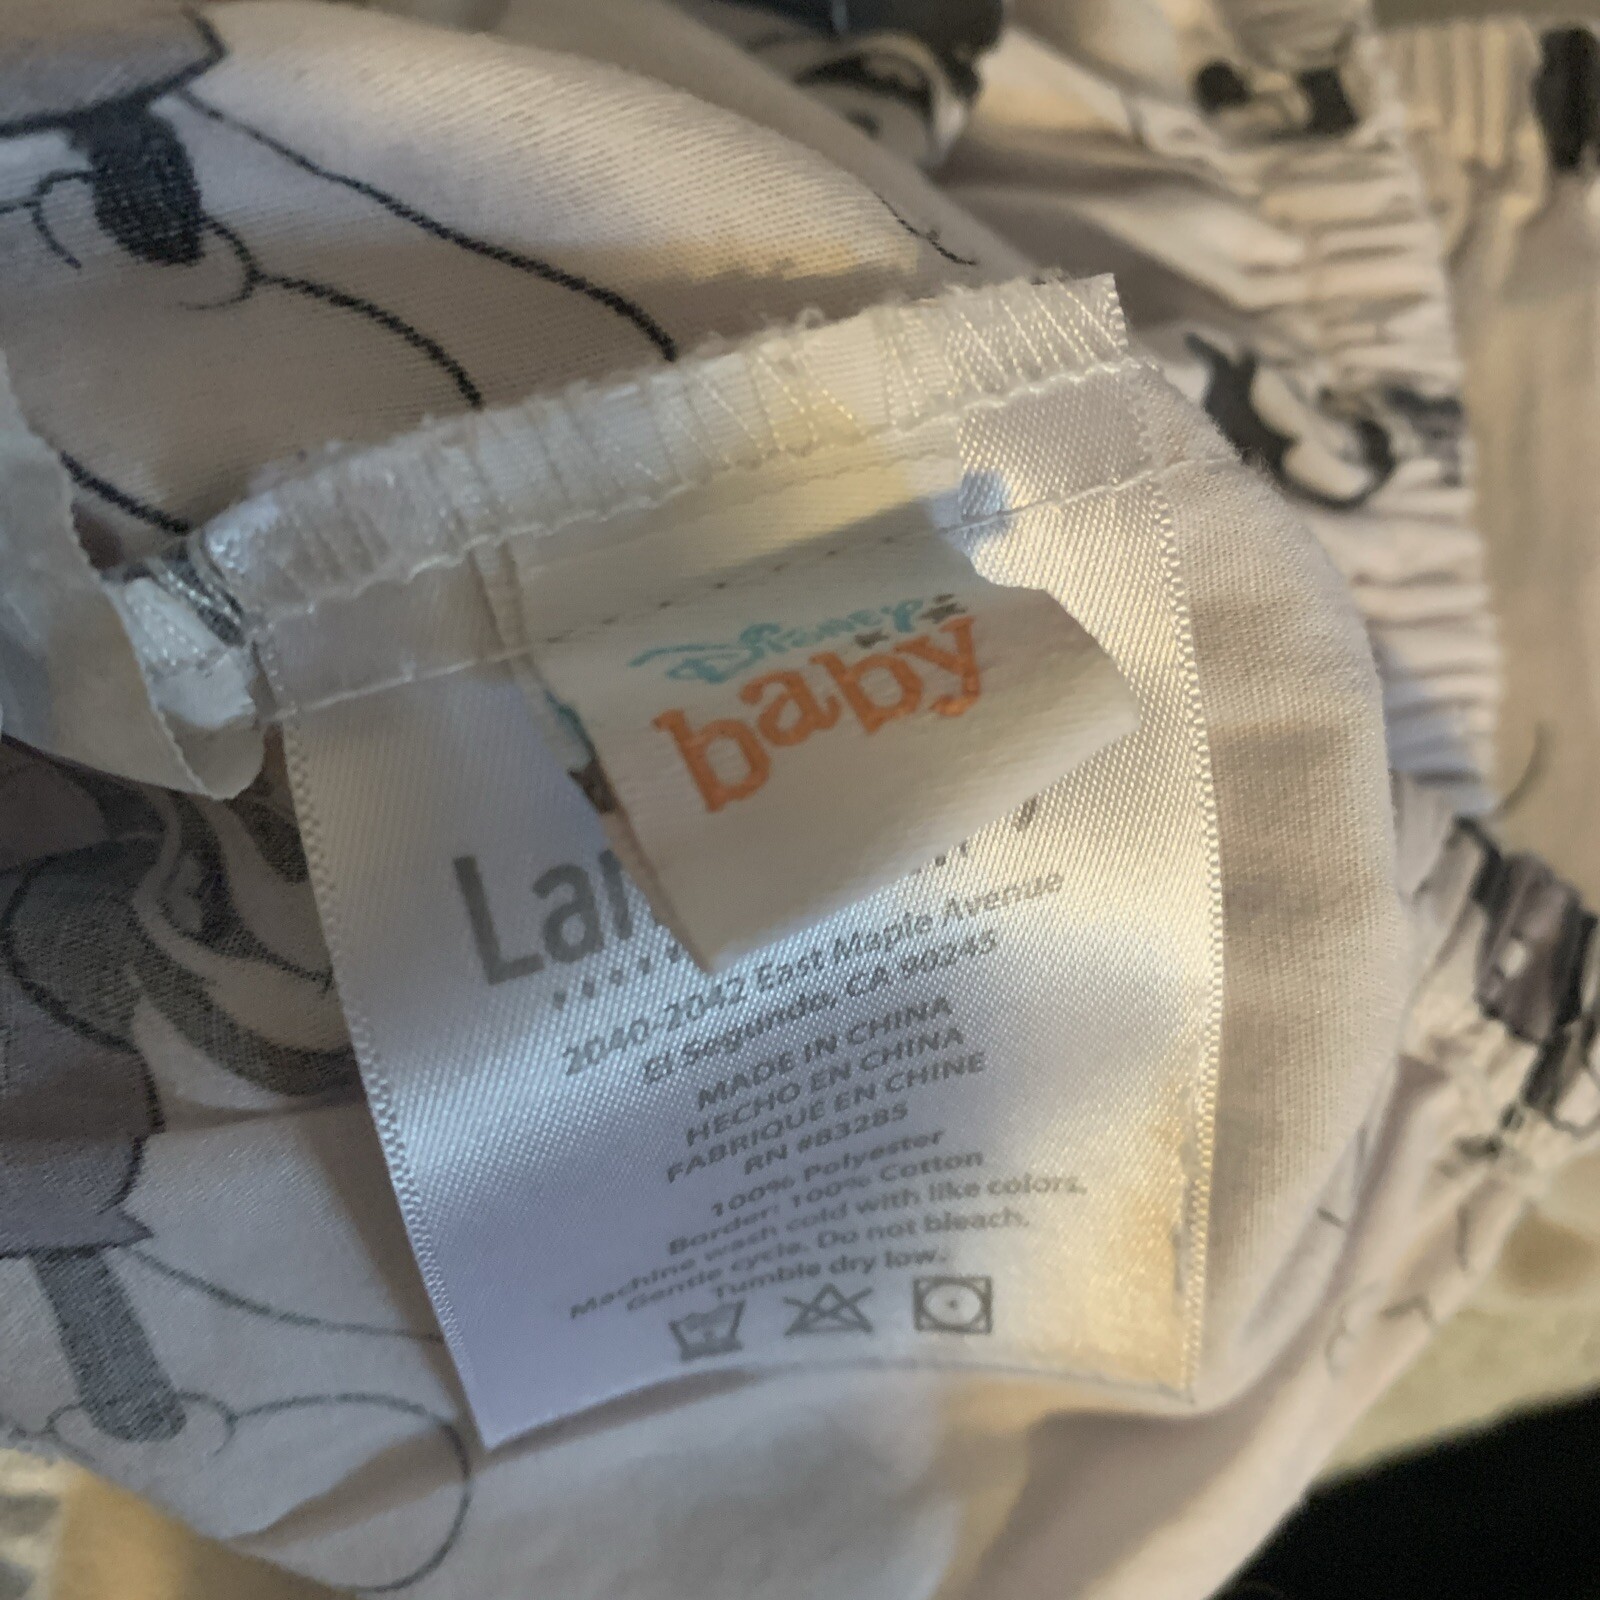 Disney
baby
2040-2042 East Maple Avenue
El Segundo, CA 90245
MADE IN CHINA
HECHO EN CHINA
FABRIQUÉ EN CHINE
RN #83285
100% Polyester
Border: 100% Cotton
Machine wash cold with like colors,
Gentle cycle. Do not bleach.
Tumble dry low.